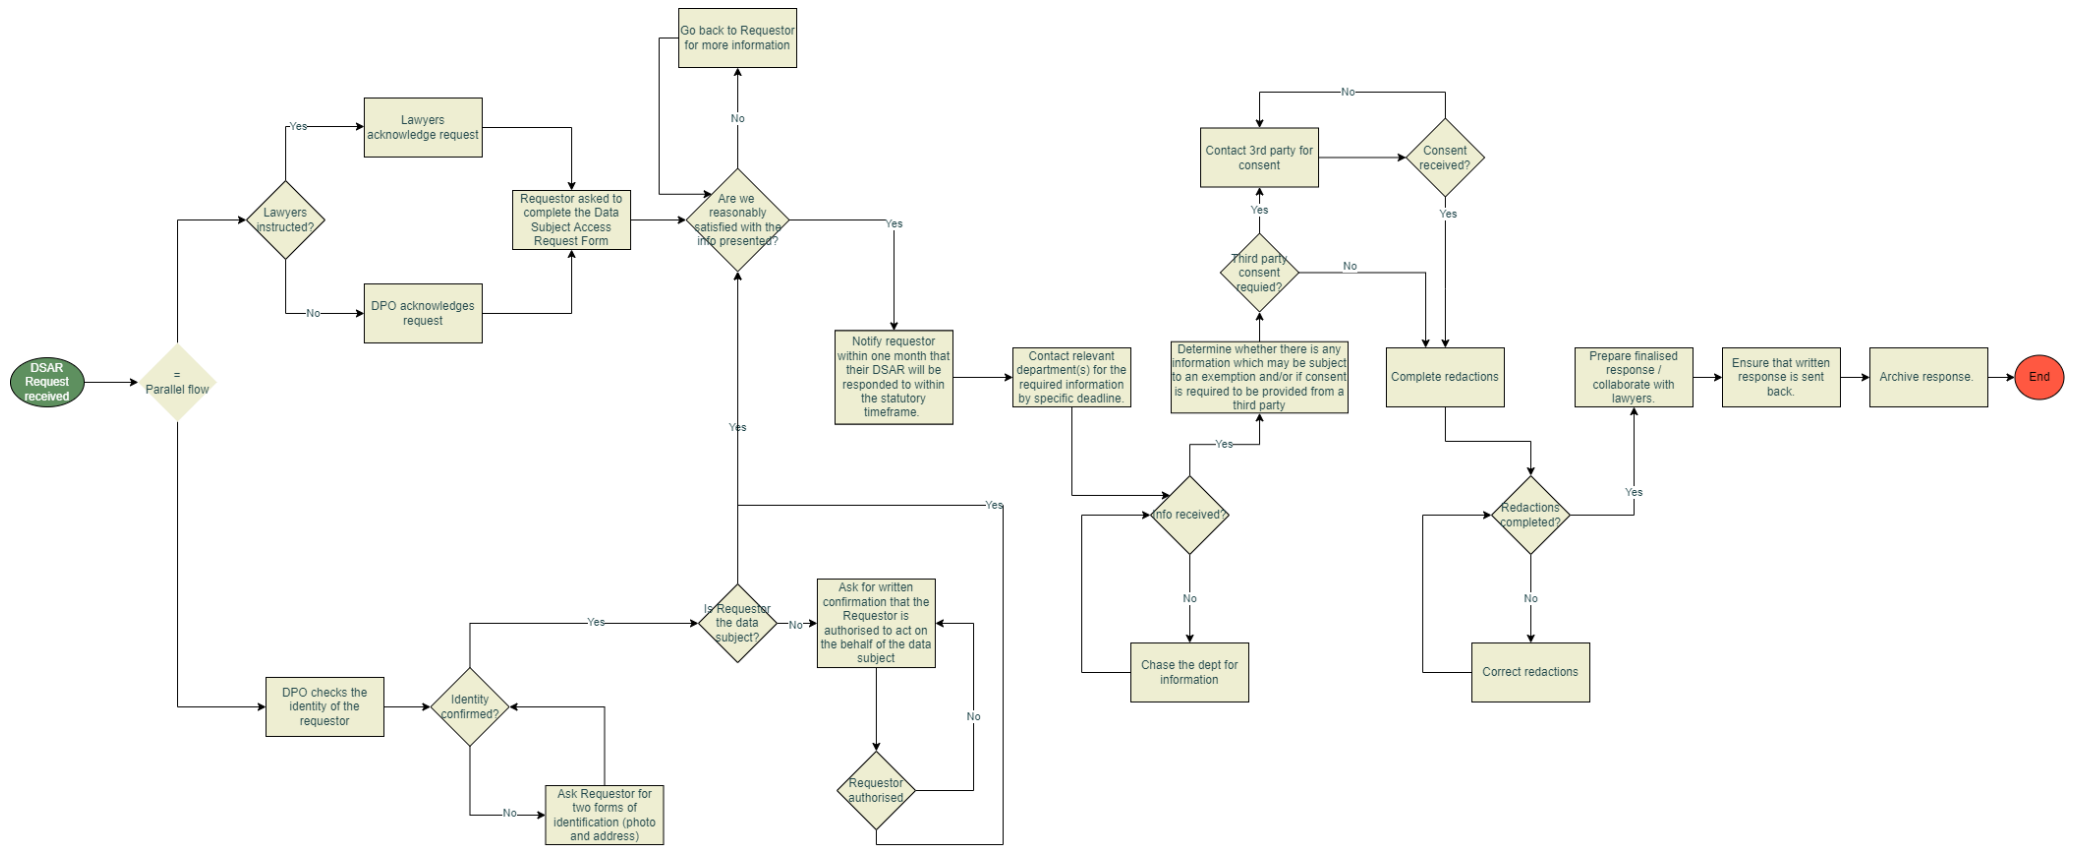 Go back to Requestor
for more information
No
Lawyers
acknowledge request
Yes
Lawyers
instructed?
No
DPO acknowledges
request
Requestor asked to
complete the Data
Subject Access
Request Form
Are we
reasonably
satisfied with the
info presented?
Yes
DSAR
Request
received
=
Parallel flow
Notify requestor
within one month that
their DSAR will be
responded to within
the statutory
timeframe.
Contact relevant
department(s) for the
required information
by specific deadline.
No
Contact 3rd party for
consent
Consent
received?
Yes
Yes
Third party
consent
requied?
No
Determine whether there is any
information which may be subject
to an exemption and/or if consent
is required to be provided from a
third party
Complete redactions
Prepare finalised
response /
collaborate with
lawyers.
Ensure that written
response is sent
back.
Archive response.
End
Yes
Yes
Info received?
No
Chase the dept for
information
Redactions
completed?
Yes
No
Correct redactions
Yes
Is Requestor
the data
subject?
No
Ask for written
confirmation that the
Requestor is
authorised to act on
the behalf of the data
subject
No
Requestor
authorised
Yes
DPO checks the
identity of the
requestor
Identity
confirmed?
No
Ask Requestor for
two forms of
identification (photo
and address)